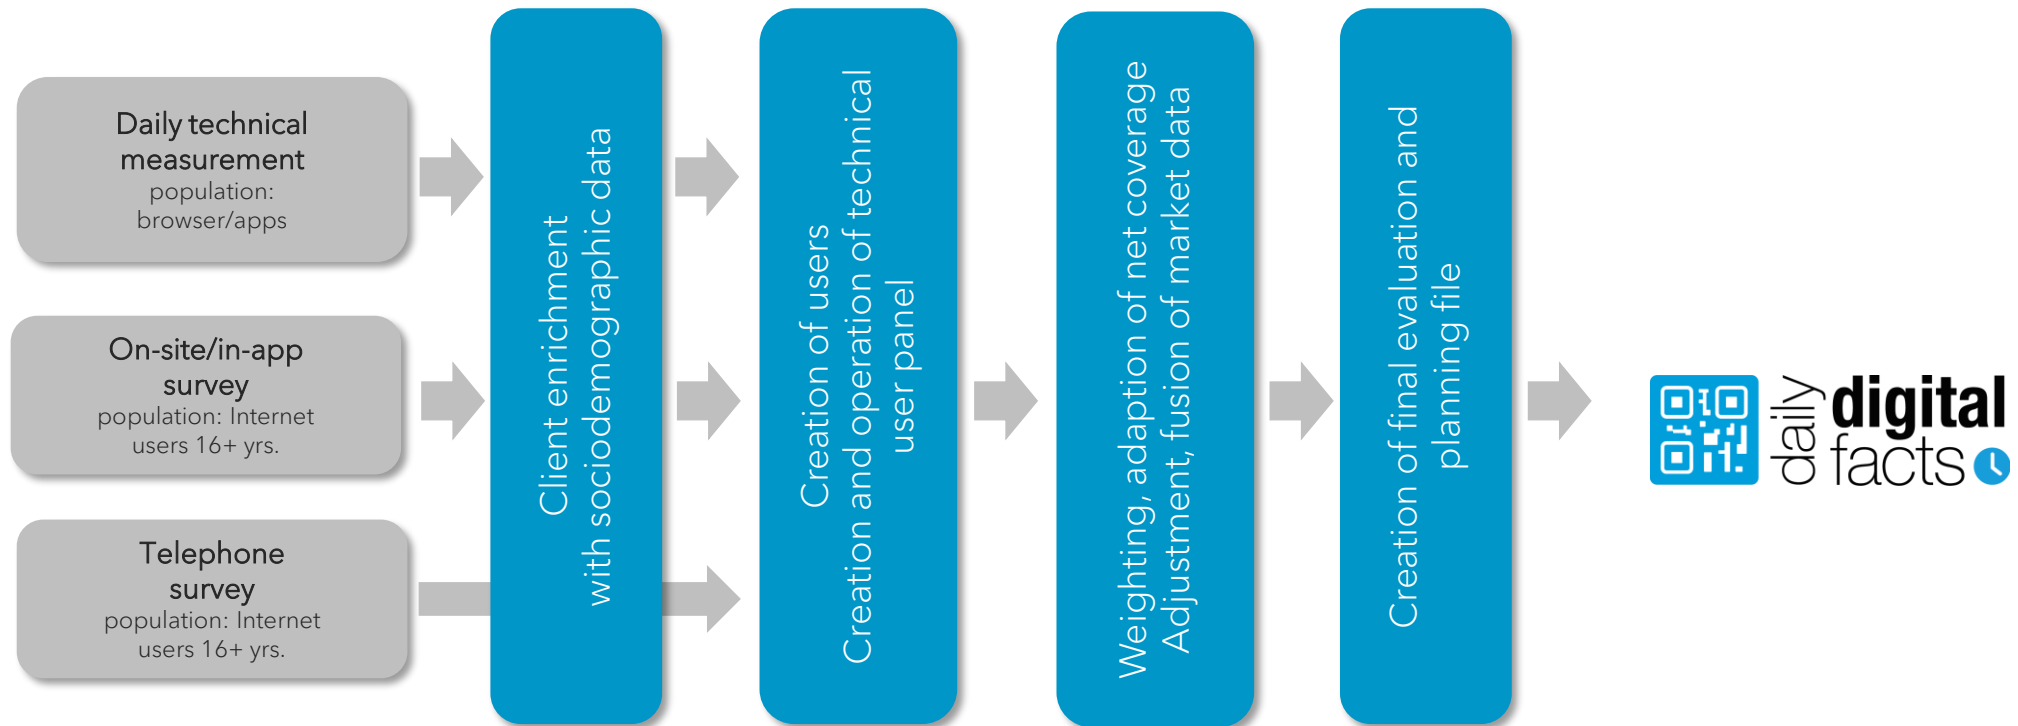 Daily technical
measurement
population:
browser/apps
On-site/in-app
survey
population: Internet
users 16+ yrs.
Telephone
survey
population: Internet
users 16+ yrs.
Client enrichment
with sociodemographic data
Creation of users
Creation and operation of technical
user panel
Weighting, adaption of net coverage
Adjustment, fusion of market data
Creation of final evaluation and
planning file
daily
digital
facts